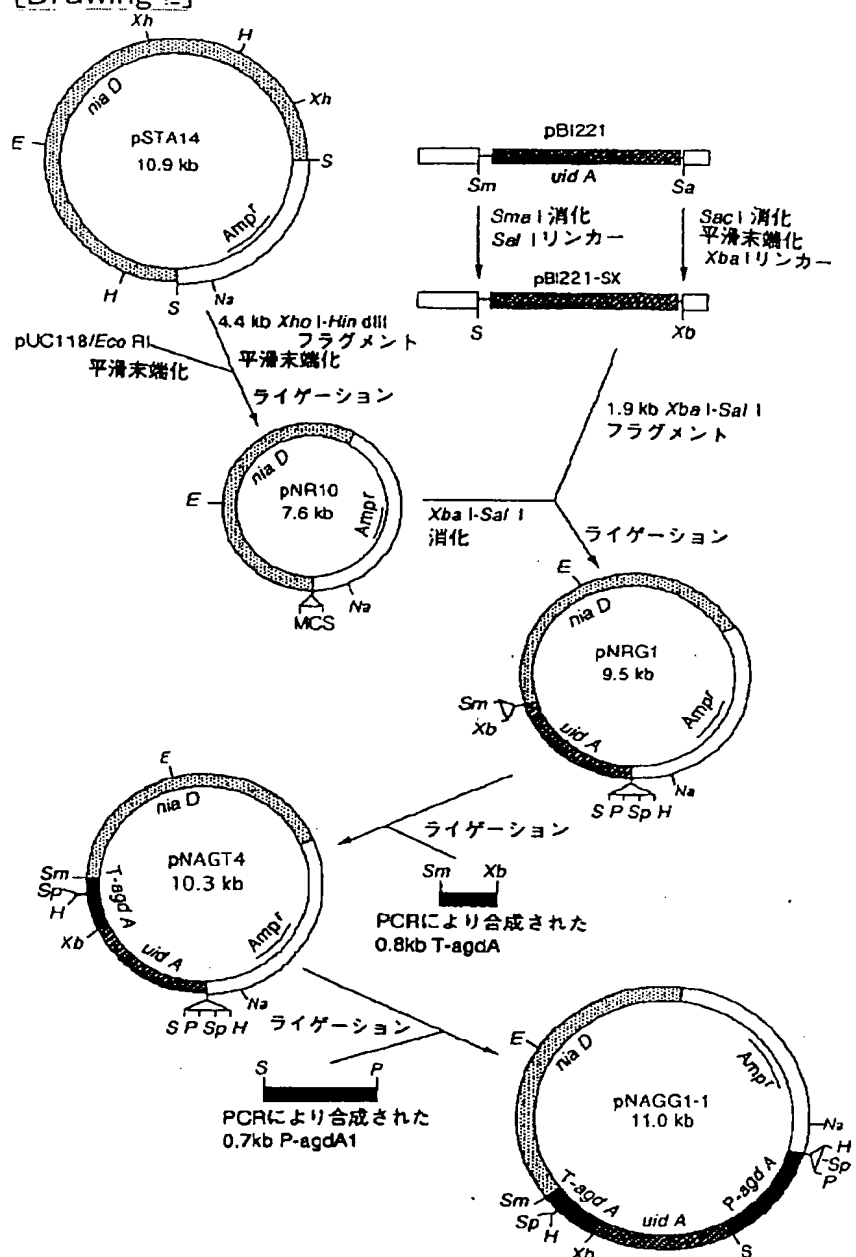 [Drawing
Xh
H
nia D
Xh
E
pSTA14
10.9 kb
S
Ampr
H
S
Na
pBI221
uid A
Sm
Sa
Sma I 消化
Sal I リンカー
Sac I 消化
平滑末端化
Xba I リンカー
pBI221-SX
S
Xb
4.4 kb Xho I-Hin dIII
フラグメント
pUC118/Eco RI
平滑末端化
平滑末端化
ライゲーション
1.9 kb Xba I-Sal I
フラグメント
nia D
E
pNR10
7.6 kb
Ampr
MCS
Na
Xba I-Sal I
消化
ライゲーション
E
nia D
pNRG1
9.5 kb
Sm
Xb
uid A
Ampr
Na
S P Sp H
E
nia D
pNAGT4
10.3 kb
Sm
Sp
H
T-agd A
Xb
uid A
Ampr
Na
S P Sp H
ライゲーション
Sm
Xb
PCRにより合成された
0.8kb T-agdA
ライゲーション
S
P
PCRにより合成された
0.7kb P-agdA1
E
nia D
Ampr
pNAGG1-1
11.0 kb
Na
H
Sp
P
Sm
Sp
H
T-agd A
uid A
P-agd A
Xb
S